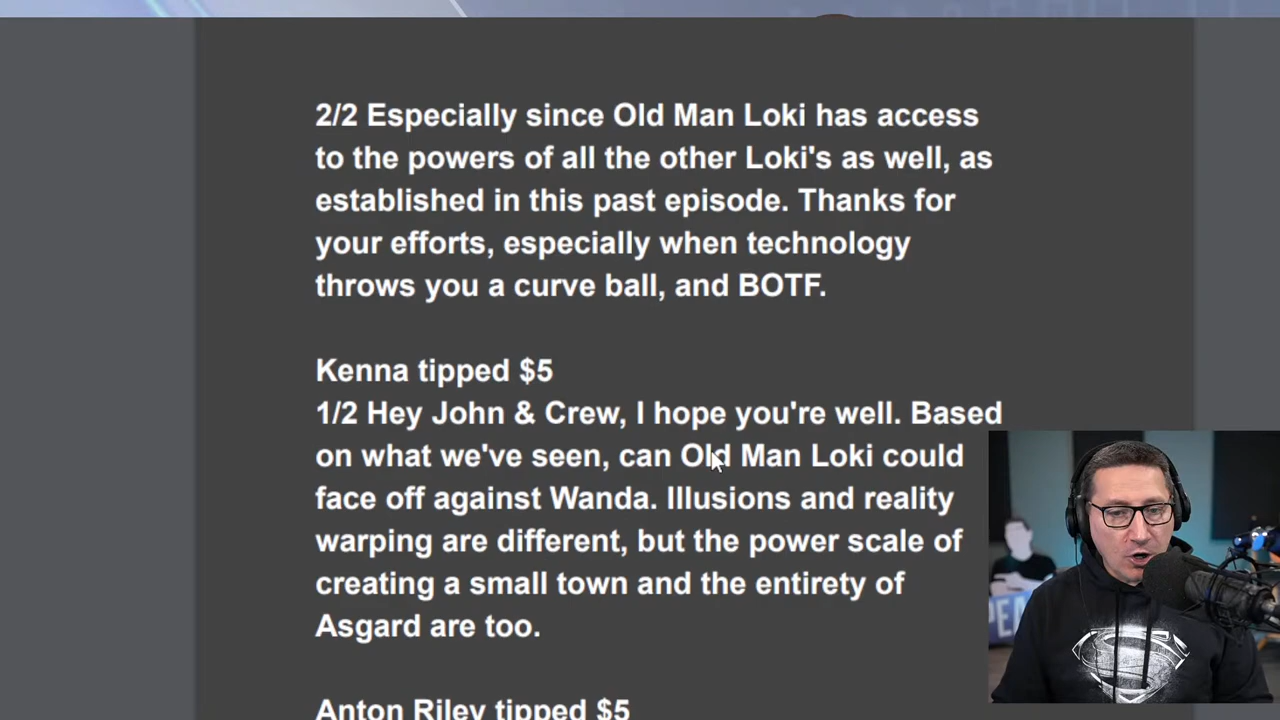 2/2 Especially since Old Man Loki has access
to the powers of all the other Loki's as well, as
established in this past episode. Thanks for
your efforts, especially when technology
throws you a curve ball, and BOTF.
Kenna tipped $5
1/2 Hey John & Crew, I hope you're well. Based
on what we've seen, can Old Man Loki could
face off against Wanda. Illusions and reality
warping are different, but the power scale of
creating a small town and the entirety of
Asgard are too.
Anton Riley tipped $5